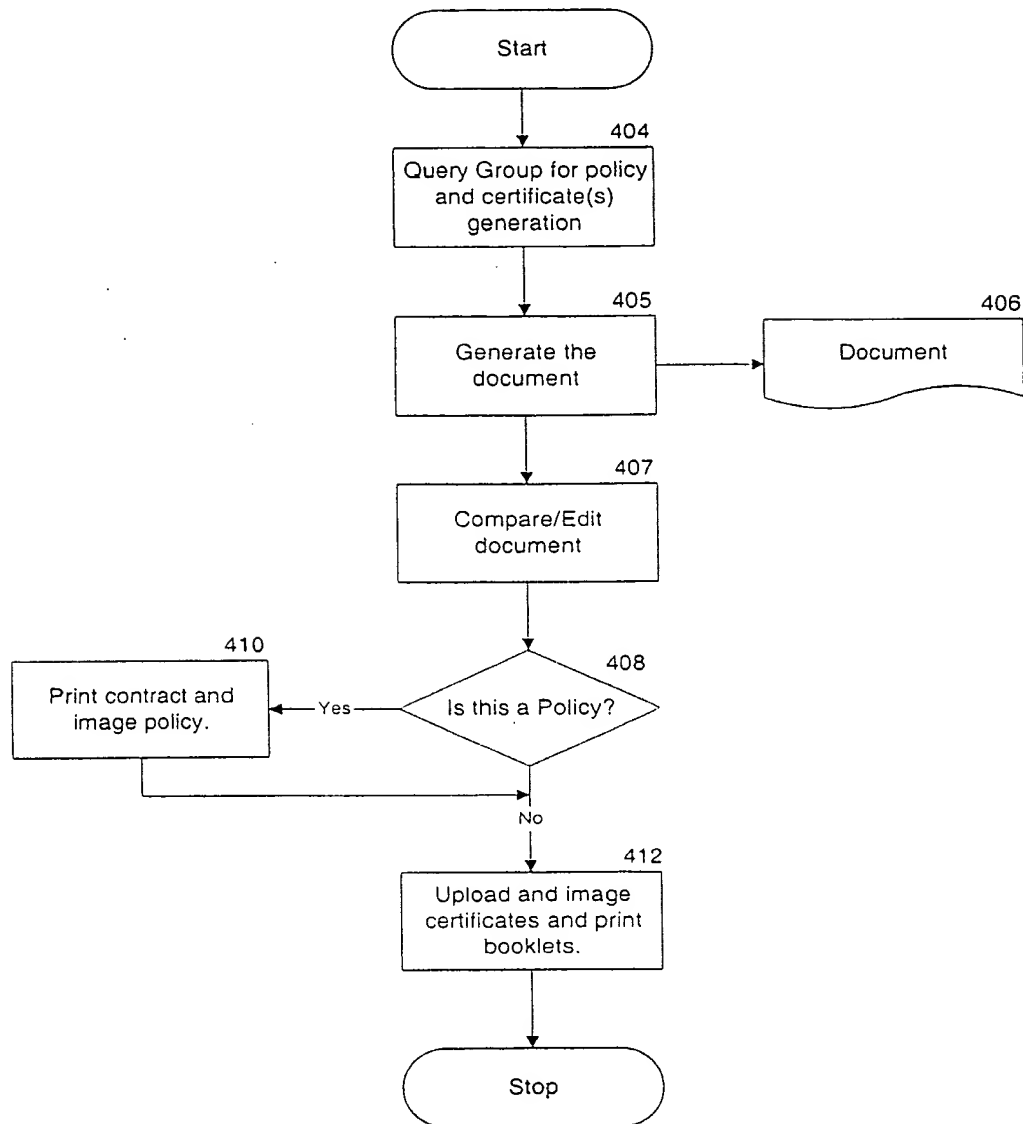 Start
404
Query Group for policy
and certificate(s)
generation
405
Generate the
document
406
Document
407
Compare/Edit
document
408
Is this a Policy?
Yes
410
Print contract and
image policy.
No
412
Upload and image
certificates and print
booklets.
Stop